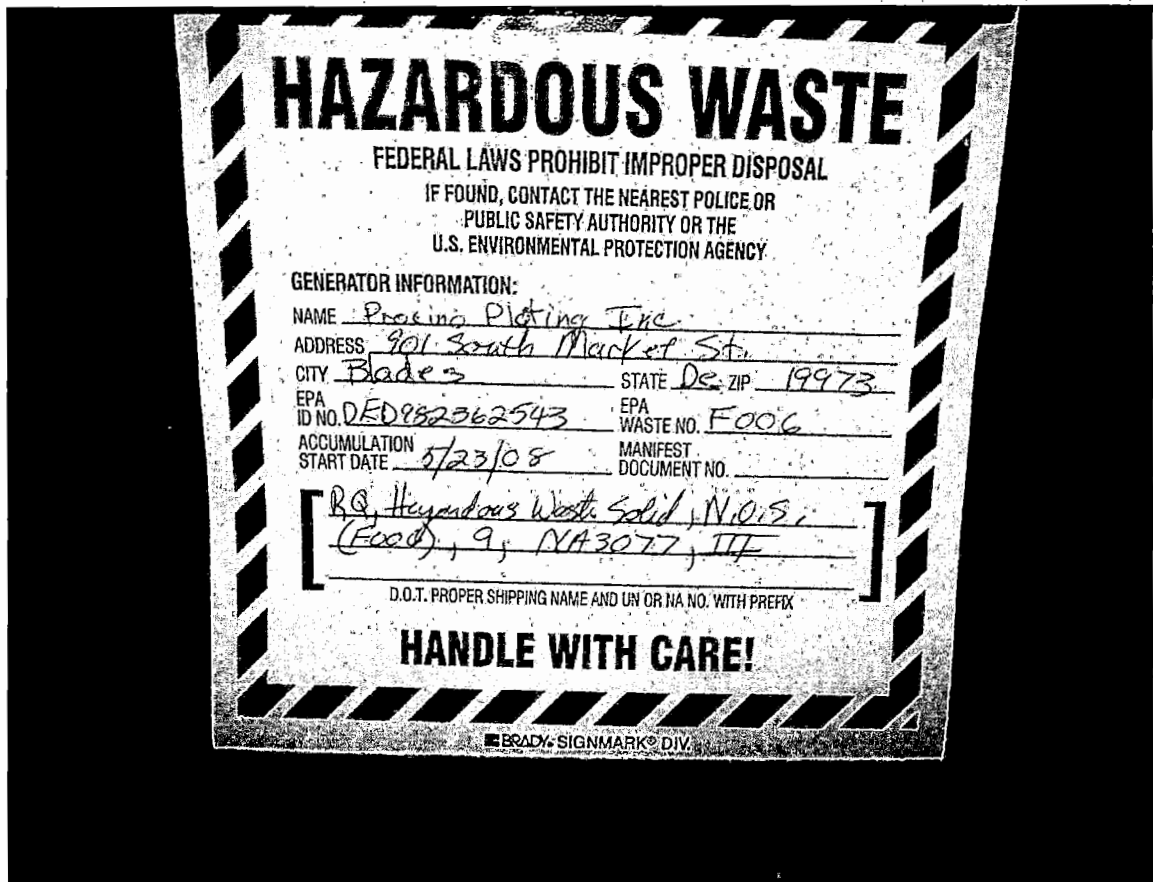 HAZARDOUS WASTE
FEDERAL LAWS PROHIBIT IMPROPER DISPOSAL
IF FOUND, CONTACT THE NEAREST POLICE OR
PUBLIC SAFETY AUTHORITY OR THE
U.S. ENVIRONMENTAL PROTECTION AGENCY
GENERATOR INFORMATION:
NAME Procino Plating Inc
ADDRESS 901 South Market St.
CITY Blades STATE De ZIP 19973
EPA ID NO. DED982362543 EPA WASTE NO. F006
ACCUMULATION START DATE 5/23/08 MANIFEST DOCUMENT NO.
[RQ, Hazardous Waste Solid, N.O.S.
(F006), 9, NA3077, III]
D.O.T. PROPER SHIPPING NAME AND UN OR NA NO. WITH PREFIX
HANDLE WITH CARE!
BRADY SIGNMARK® DIV.